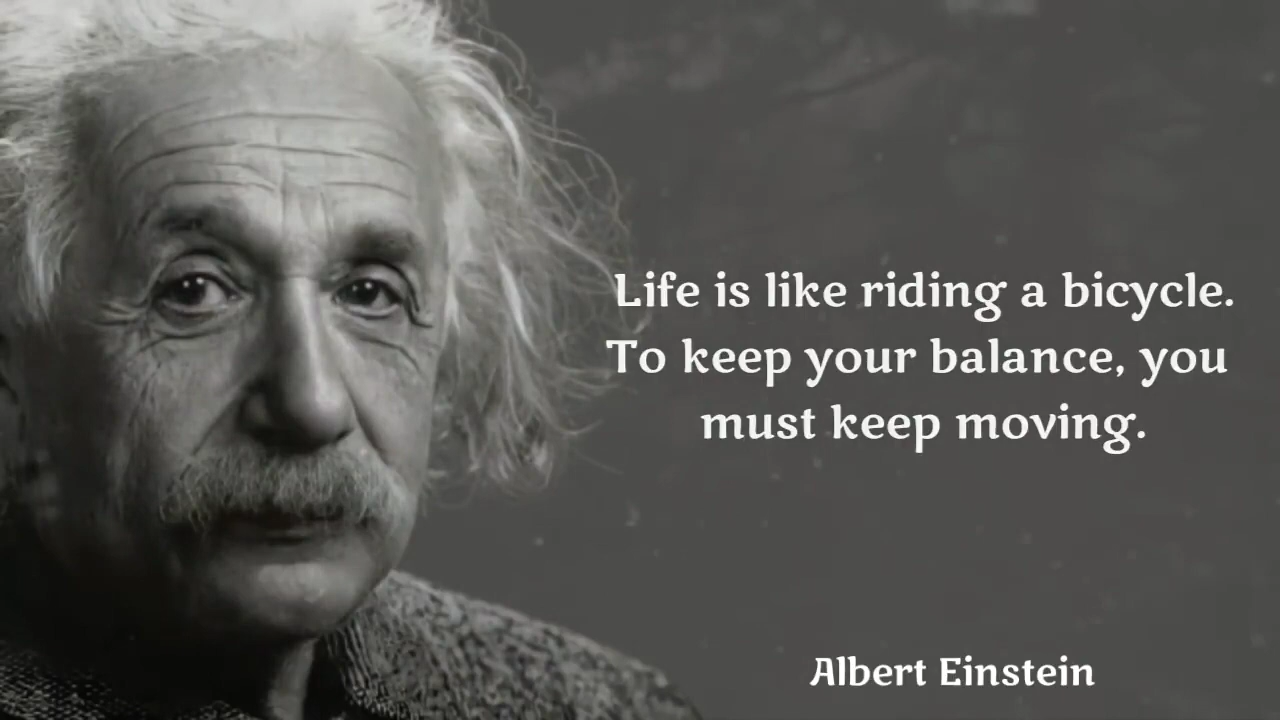 Life is like riding a bicycle.
To keep your balance, you
must keep moving.
Albert Einstein